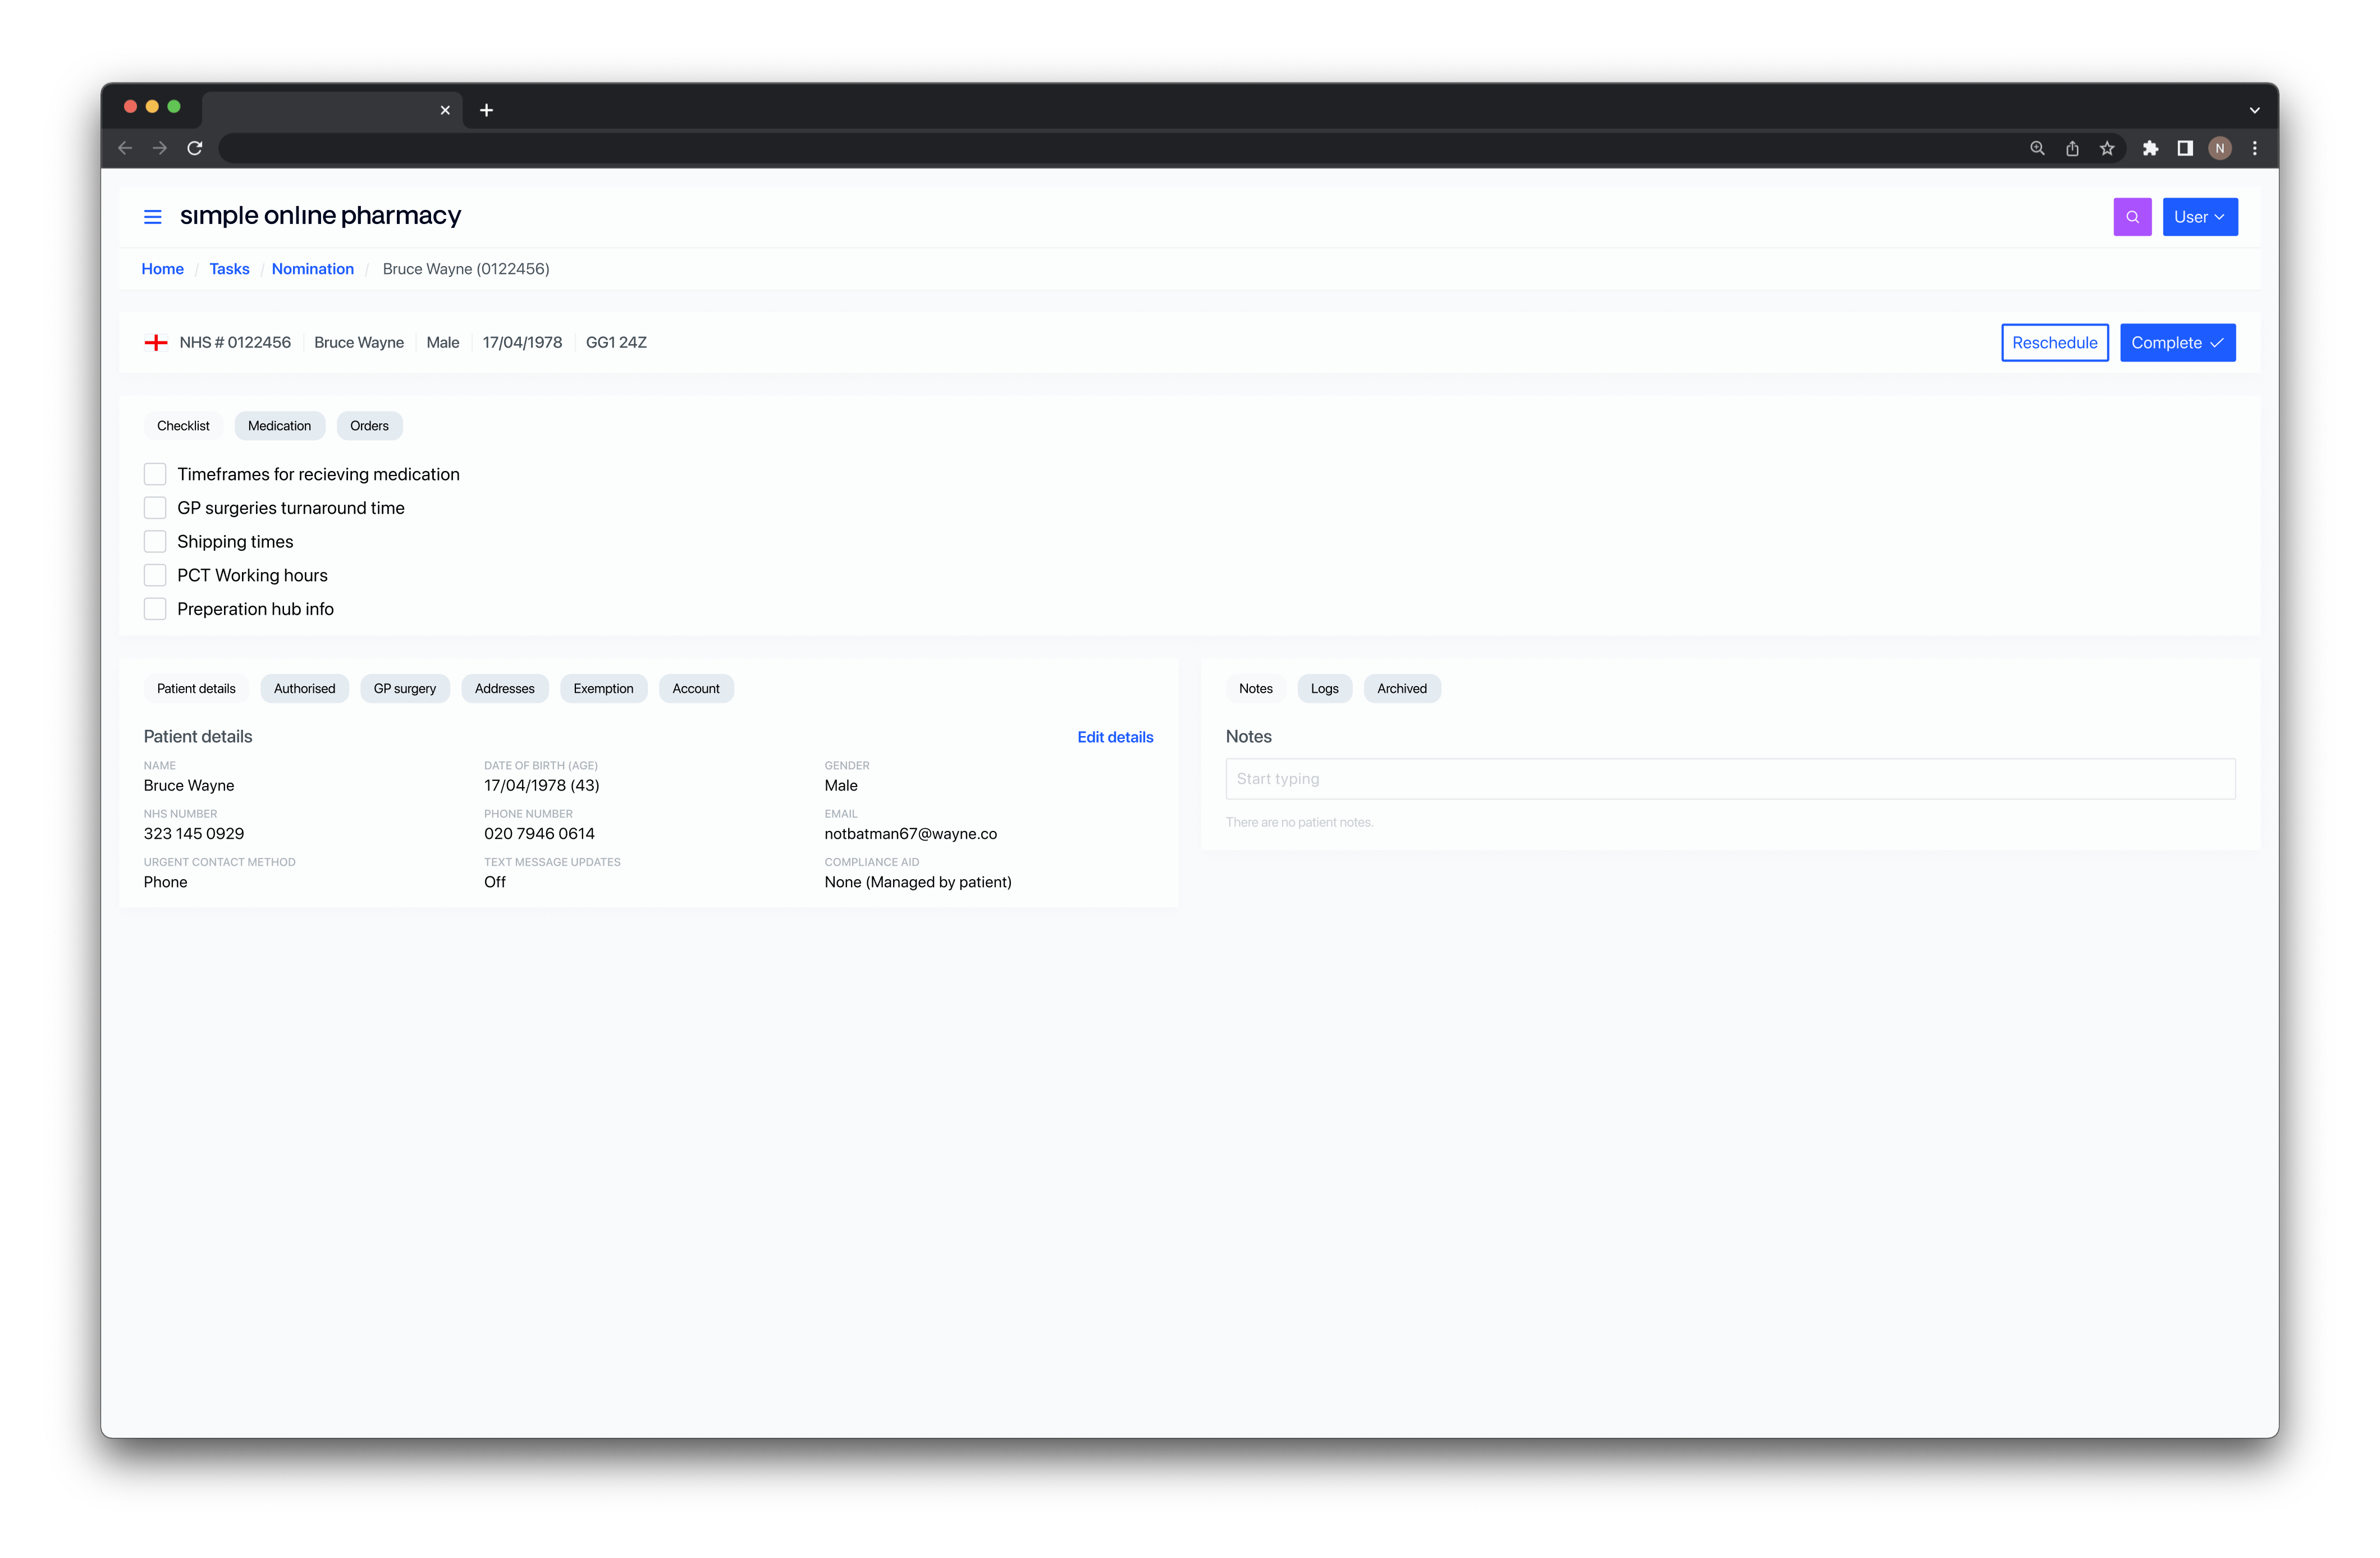 N
simple online pharmacy
User
Home / Tasks / Nomination / Bruce Wayne (0122456)
NHS # 0122456 Bruce Wayne Male 17/04/1978 GG1 24Z Reschedule Complete
Checklist Medication Orders
Timeframes for recieving medication
GP surgeries turnaround time
Shipping times
PCT Working hours
Preperation hub info
Patient details Authorised GP surgery Addresses Exemption Account
Patient details Edit details
NAME DATE OF BIRTH (AGE) GENDER
Bruce Wayne 17/04/1978 (43) Male
NHS NUMBER PHONE NUMBER EMAIL
323 145 0929 020 7946 0614 notbatman67@wayne.co
URGENT CONTACT METHOD TEXT MESSAGE UPDATES COMPLIANCE AID
Phone Off None (Managed by patient)
Notes Logs Archived
Notes
Start typing
There are no patient notes.